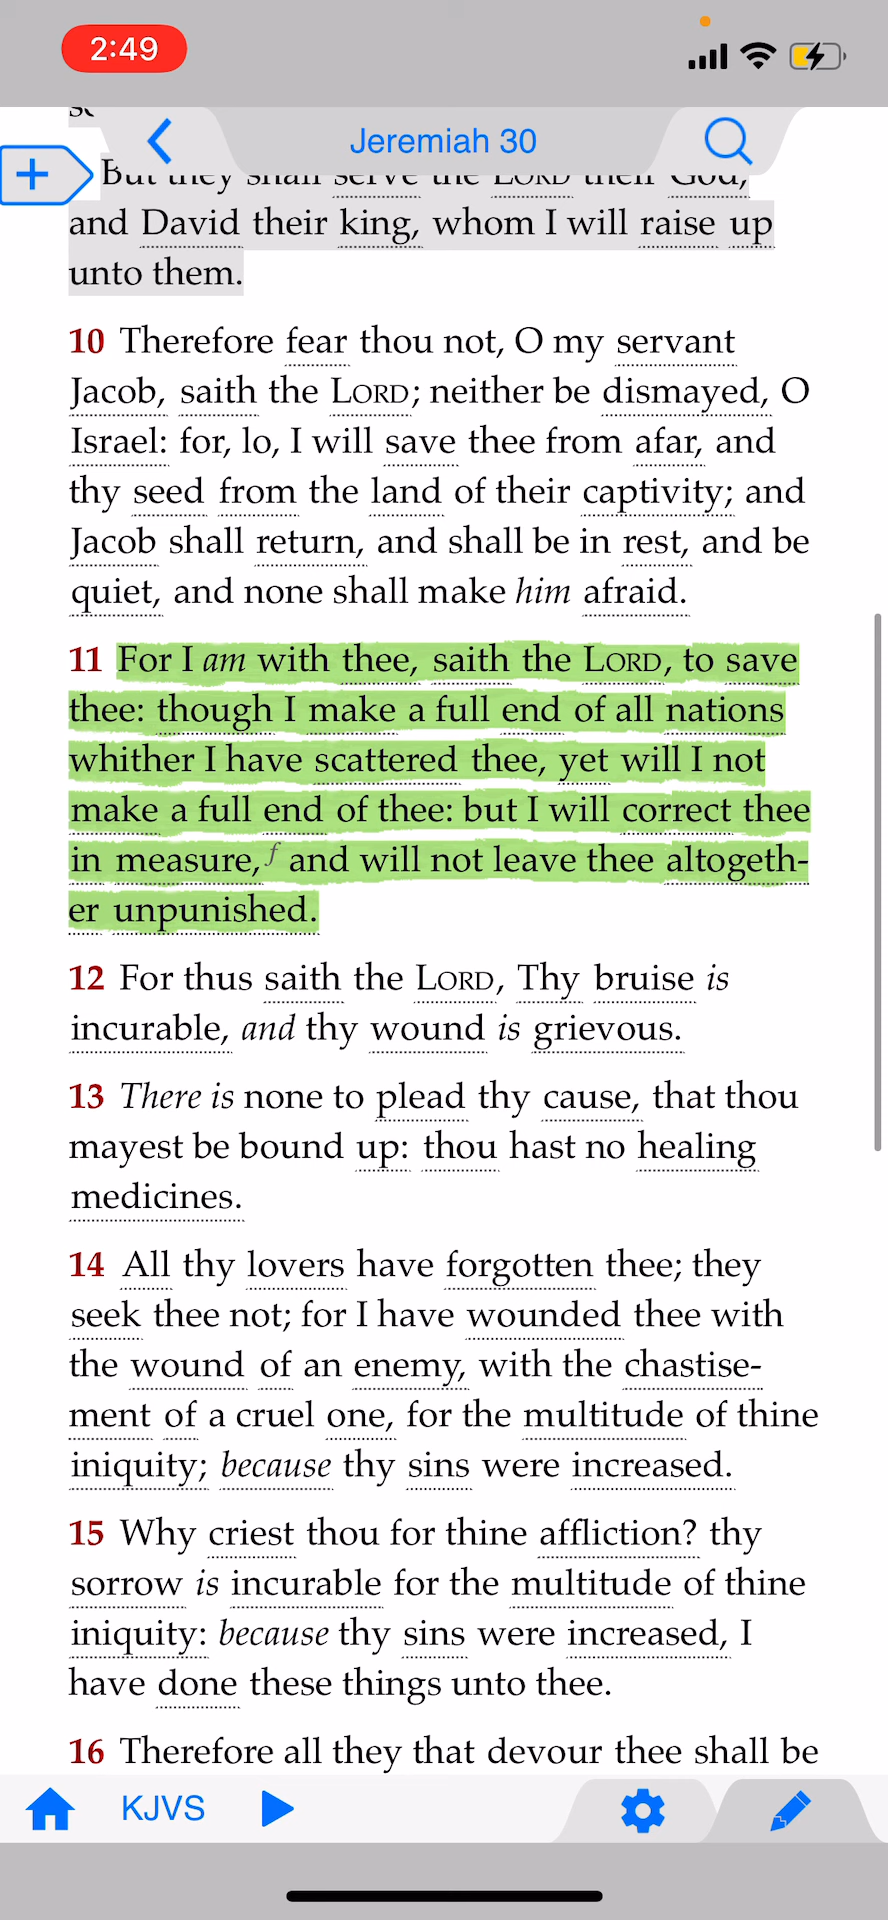 2:49
Jeremiah 30
But they shall serve the LORD their God,
and David their king, whom I will raise up
unto them.
10 Therefore fear thou not, O my servant
Jacob, saith the LORD; neither be dismayed, O
Israel: for, lo, I will save thee from afar, and
thy seed from the land of their captivity; and
Jacob shall return, and shall be in rest, and be
quiet, and none shall make him afraid.
11 For I am with thee, saith the LORD, to save
thee: though I make a full end of all nations
whither I have scattered thee, yet will I not
make a full end of thee: but I will correct thee
in measure,f and will not leave thee altogeth-
er unpunished.
12 For thus saith the LORD, Thy bruise is
incurable, and thy wound is grievous.
13 There is none to plead thy cause, that thou
mayest be bound up: thou hast no healing
medicines.
14 All thy lovers have forgotten thee; they
seek thee not; for I have wounded thee with
the wound of an enemy, with the chastise-
ment of a cruel one, for the multitude of thine
iniquity; because thy sins were increased.
15 Why criest thou for thine affliction? thy
sorrow is incurable for the multitude of thine
iniquity: because thy sins were increased, I
have done these things unto thee.
16 Therefore all they that devour thee shall be
KJVS